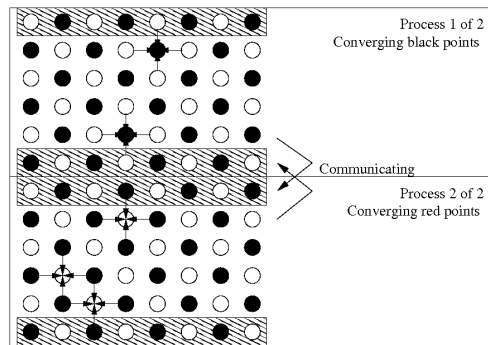 Process 1 of 2
Converging black points
Communicating
Process 2 of 2
Converging red points